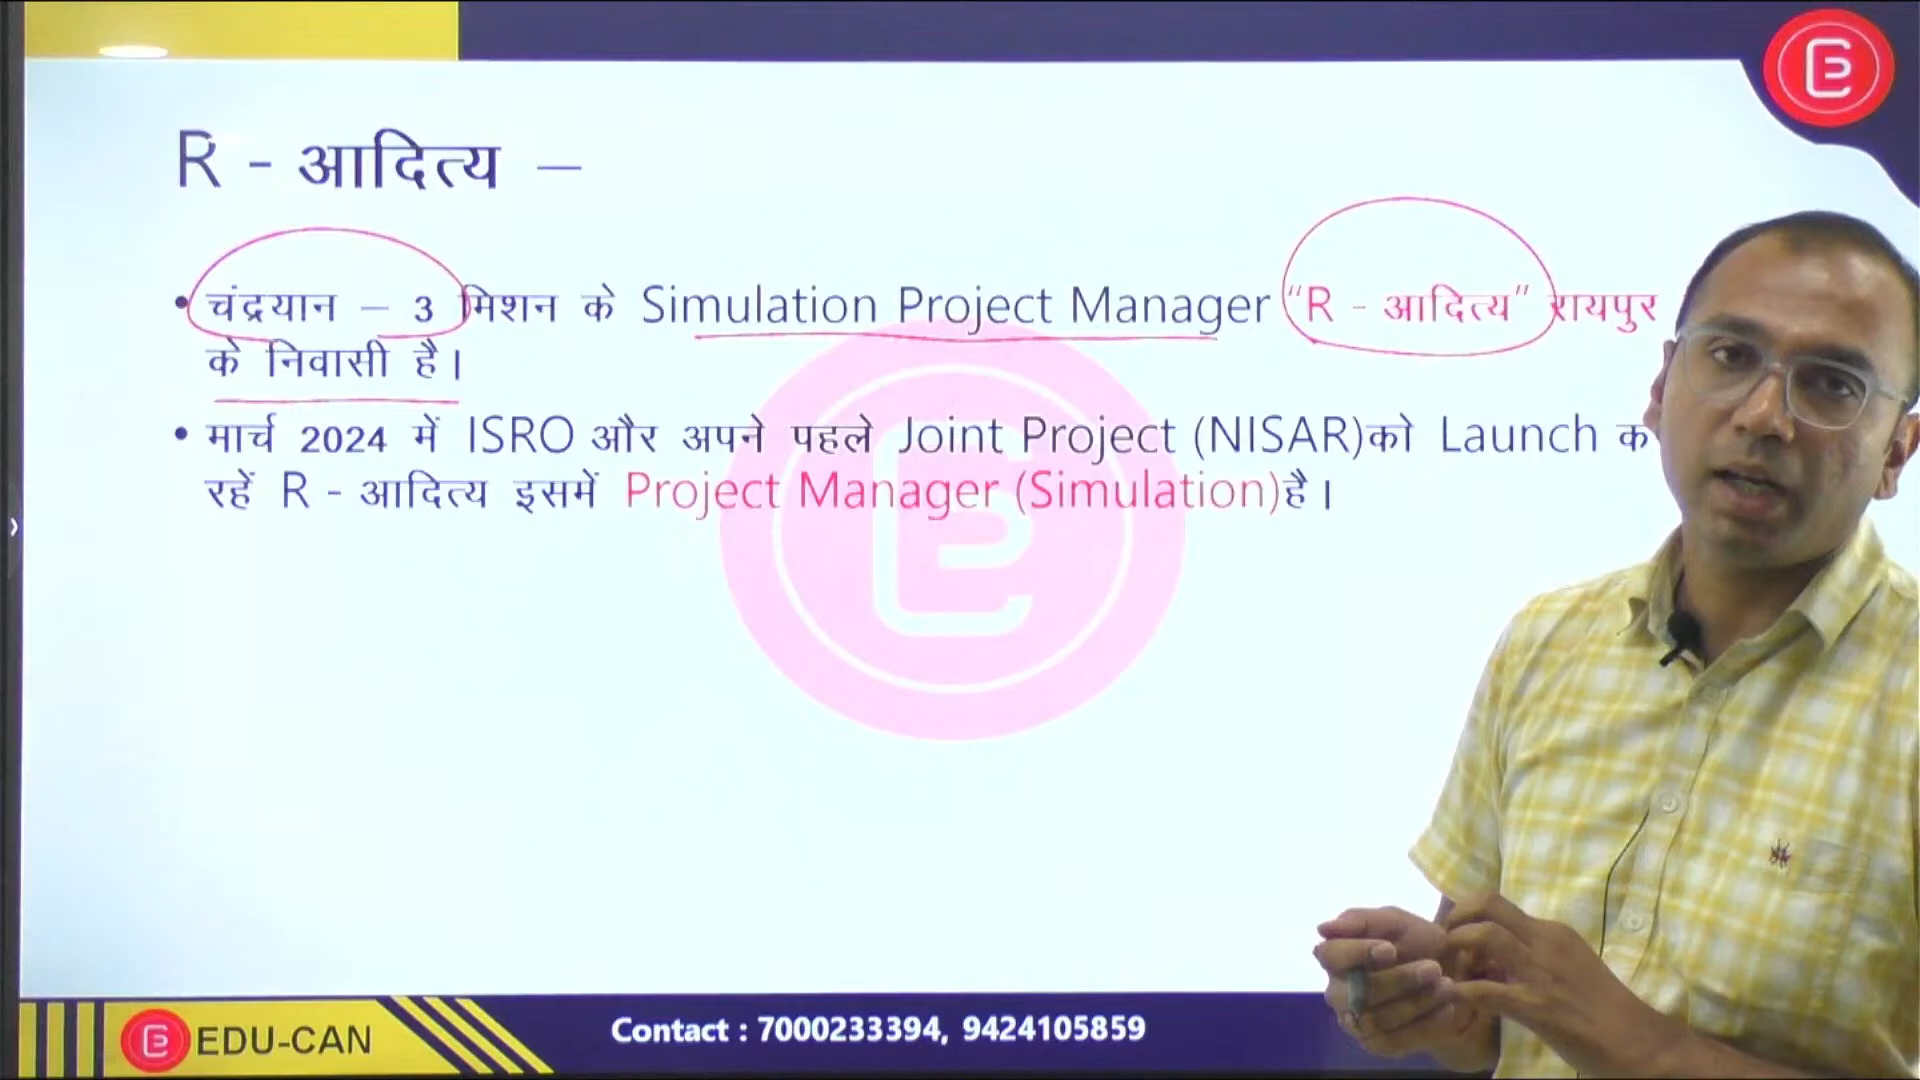 R - आदित्य –
• चंद्रयान – 3 मिशन के Simulation Project Manager “R - आदित्य” रायपुर
के निवासी है।
• मार्च 2024 में ISRO और अपने पहले Joint Project (NISAR)को Launch क
रहें R - आदित्य इसमें Project Manager (Simulation)है।
EDU-CAN
Contact : 7000233394, 9424105859